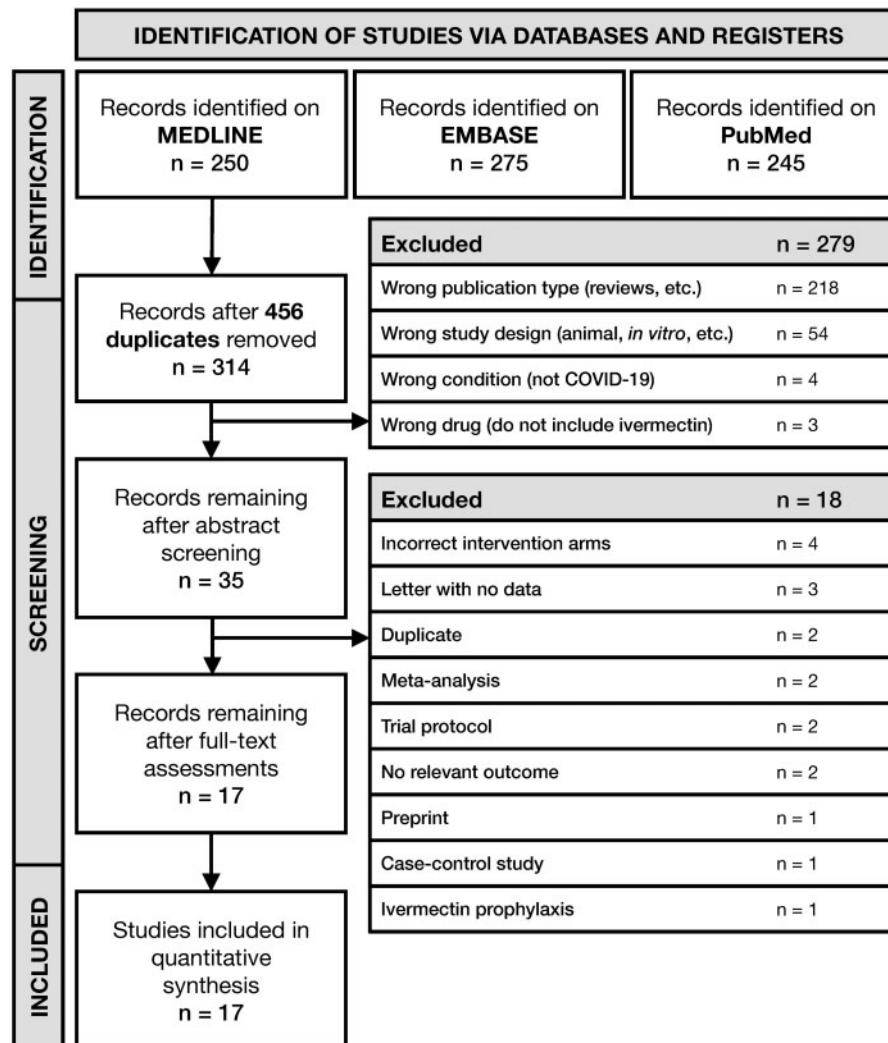 IDENTIFICATION OF STUDIES VIA DATABASES AND REGISTERS
IDENTIFICATION
Records identified on
MEDLINE
n = 250
Records identified on
EMBASE
n = 275
Records identified on
PubMed
n = 245
Excluded n = 279
Wrong publication type (reviews, etc.) n = 218
Wrong study design (animal, in vitro, etc.) n = 54
Wrong condition (not COVID-19) n = 4
Wrong drug (do not include ivermectin) n = 3
SCREENING
Records after 456
duplicates removed
n = 314
Records remaining
after abstract
screening
n = 35
Excluded n = 18
Incorrect intervention arms n = 4
Letter with no data n = 3
Duplicate n = 2
Meta-analysis n = 2
Trial protocol n = 2
No relevant outcome n = 2
Preprint n = 1
Case-control study n = 1
Ivermectin prophylaxis n = 1
Records remaining
after full-text
assessments
n = 17
INCLUDED
Studies included in
quantitative
synthesis
n = 17